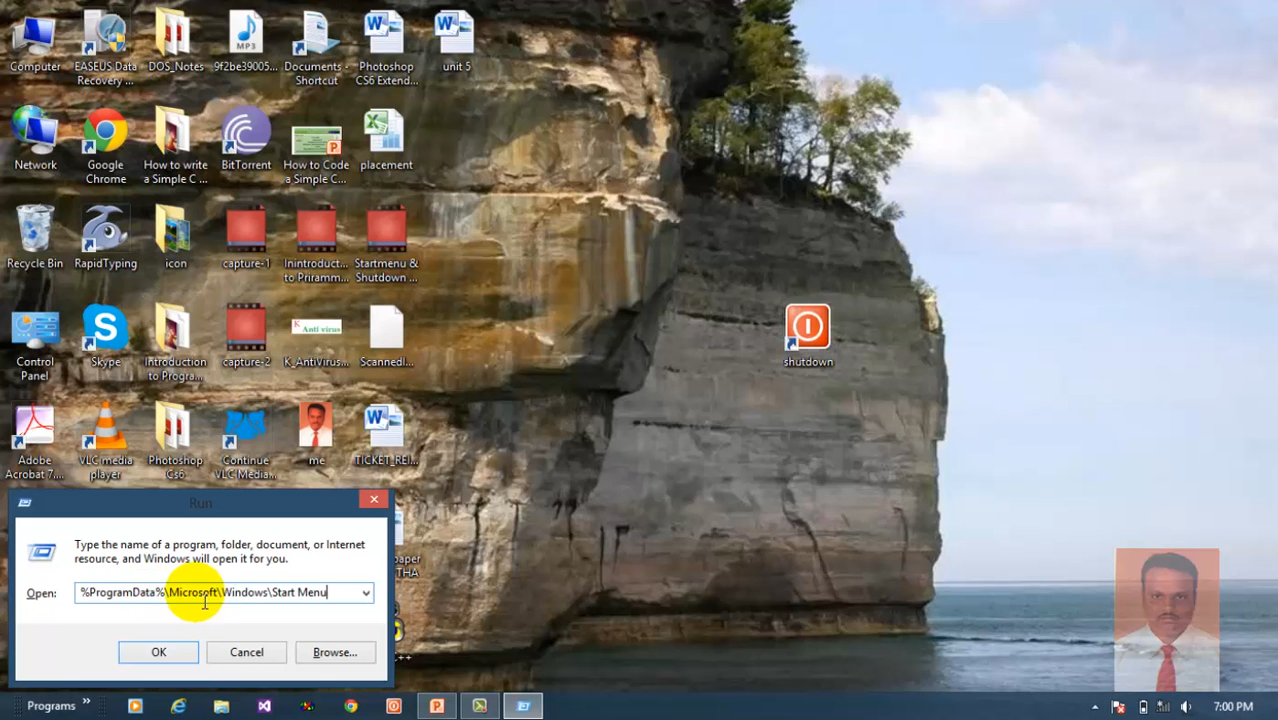 Computer
EASEUS Data
Recovery ...
DOS_Notes
MP3
9f2be39005...
Documents -
Shortcut
Photoshop
CS6 Extend...
unit 5
Network
Google
Chrome
How to write
a Simple C ...
BitTorrent
How to Code
a Simple C...
placement
Recycle Bin
RapidTyping
icon
capture-1
Inintroduct...
to Priramm...
Startmenu &
Shutdown ...
shutdown
Control
Panel
Skype
Introduction
to Progra...
capture-2
K Anti virus
K_AntiVirus...
ScannedI...
Adobe
Acrobat 7....
VLC media
player
Photoshop
Cs6
Continue
VLC Media...
me
TICKET_REI...
Run
Type the name of a program, folder, document, or Internet
resource, and Windows will open it for you.
Open:
%ProgramData%\Microsoft\Windows\Start Menu
OK
Cancel
Browse...
Programs
7:00 PM